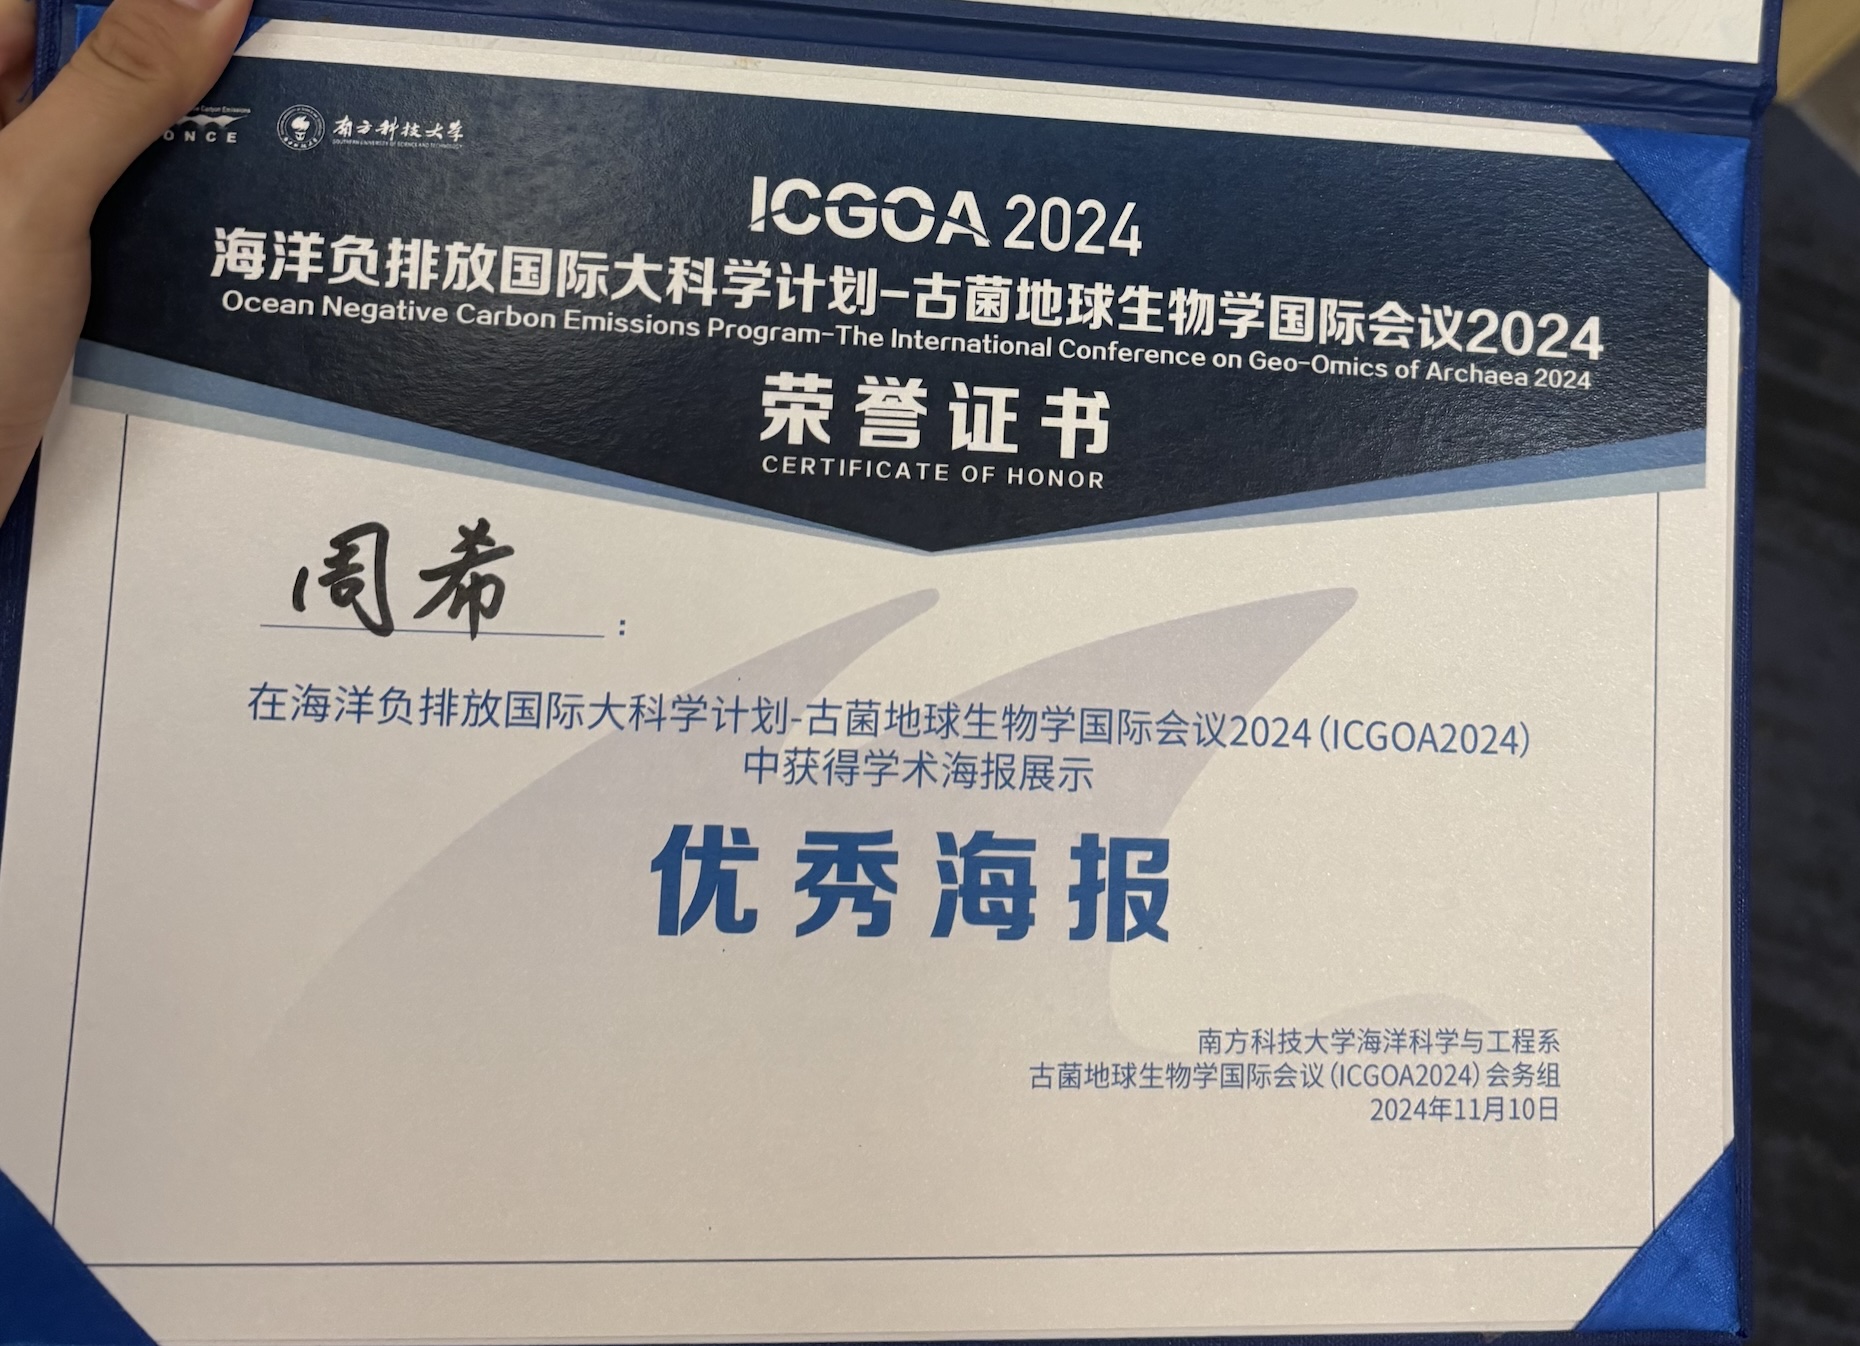 Carbon Emissions
ONCE
南方科技大学
SOUTHERN UNIVERSITY OF SCIENCE AND TECHNOLOGY
ICGOA 2024
海洋负排放国际大科学计划-古菌地球生物学国际会议2024
Ocean Negative Carbon Emissions Program-The International Conference on Geo-Omics of Archaea 2024
荣誉证书
CERTIFICATE OF HONOR
周希:
在海洋负排放国际大科学计划-古菌地球生物学国际会议2024(ICGOA2024)
中获得学术海报展示
优秀海报
南方科技大学海洋科学与工程系
古菌地球生物学国际会议(ICGOA2024)会务组
2024年11月10日